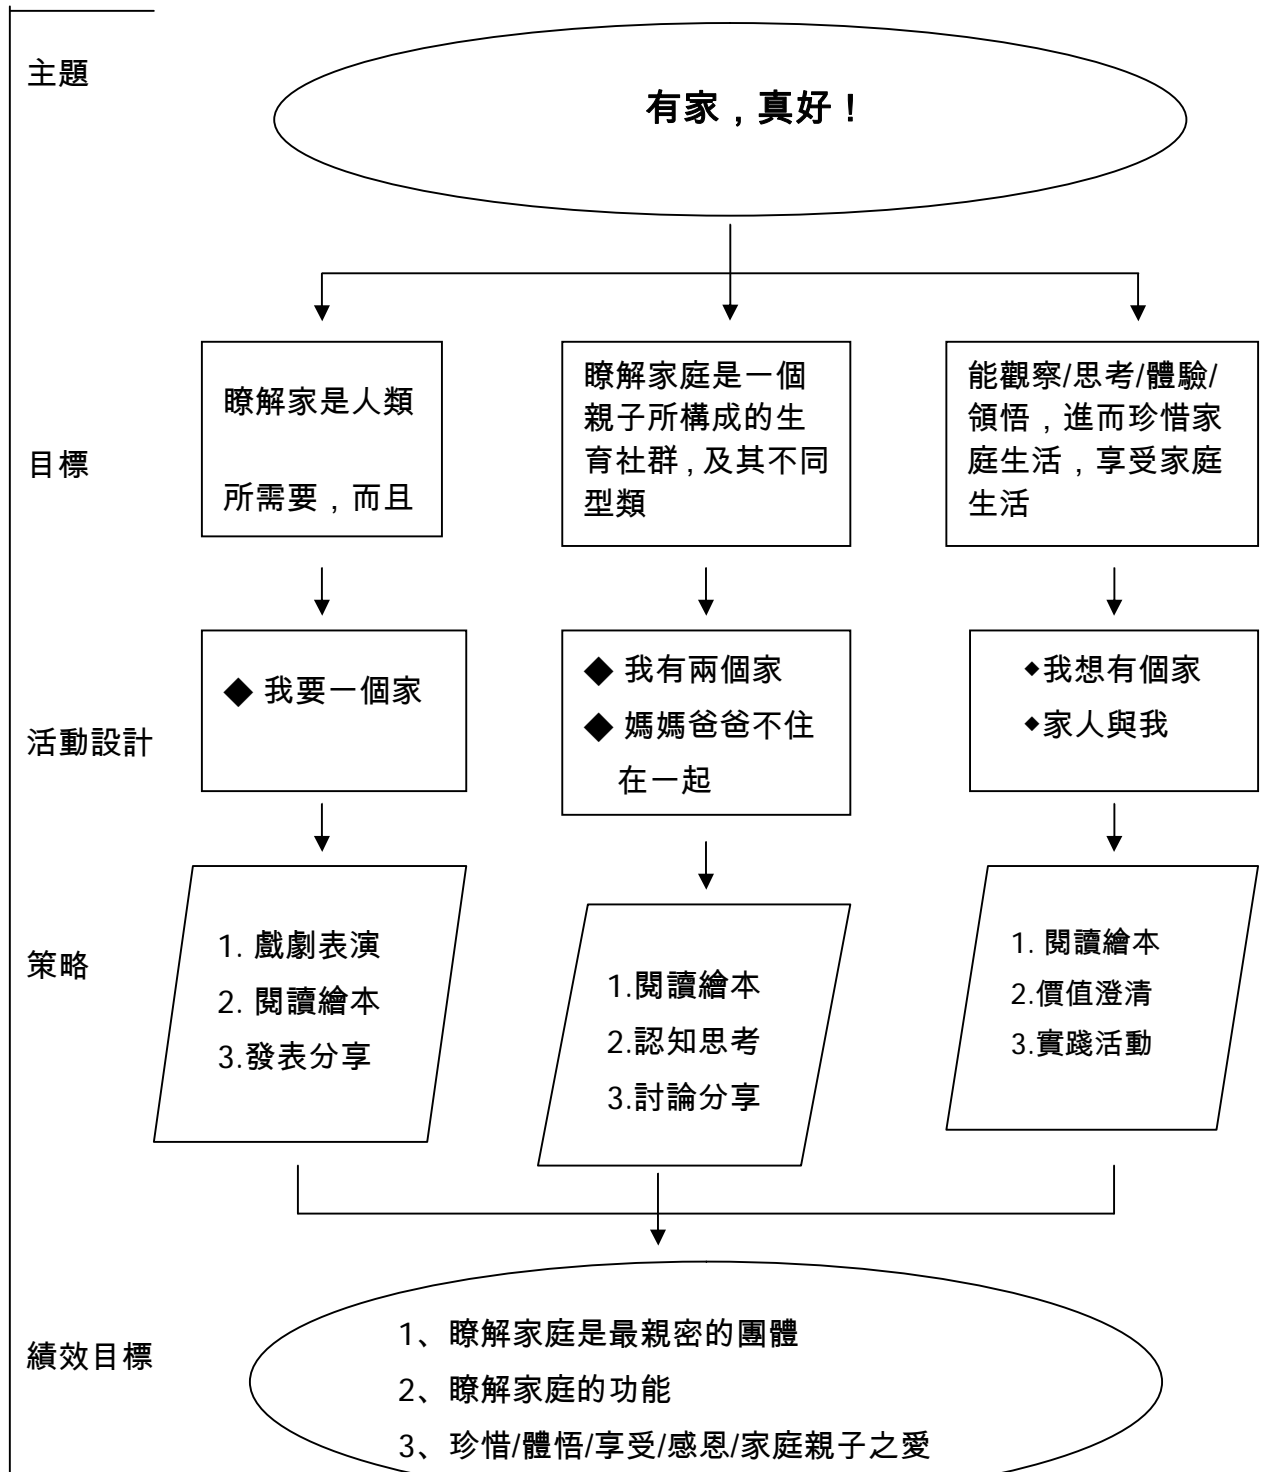 主題
有家，真好！
目標
瞭解家是人類
所需要，而且
瞭解家庭是一個
親子所構成的生
育社群，及其不同
型類
能觀察/思考/體驗/
領悟，進而珍惜家
庭生活，享受家庭
生活
活動設計
◆ 我要一個家
◆ 我有兩個家
◆ 媽媽爸爸不住
在一起
◆我想有個家
◆家人與我
策略
1. 戲劇表演
2. 閱讀繪本
3.發表分享
1.閱讀繪本
2.認知思考
3.討論分享
1. 閱讀繪本
2.價值澄清
3.實踐活動
績效目標
1、瞭解家庭是最親密的團體
2、瞭解家庭的功能
3、珍惜/體悟/享受/感恩/家庭親子之愛